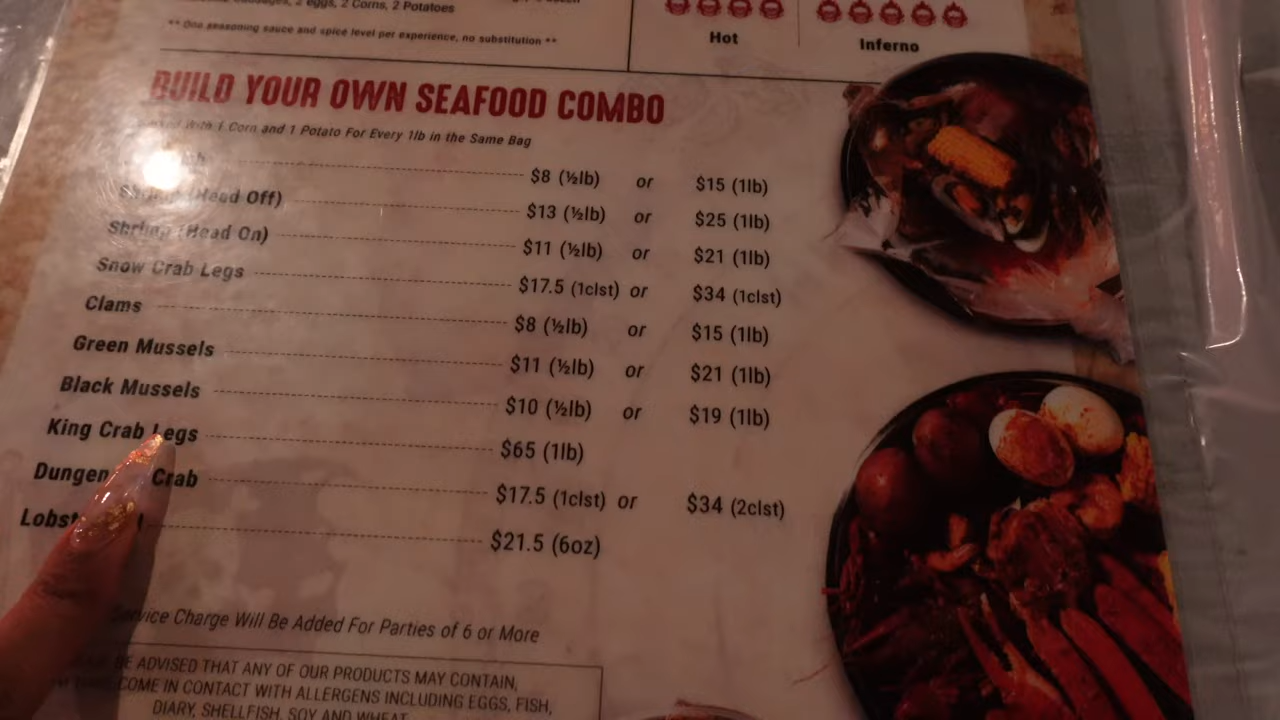 2 eggs, 2 Corns, 2 Potatoes
** One seasoning sauce and spice level per experience, no substitution **
Hot
Inferno
BUILD YOUR OWN SEAFOOD COMBO
With 1 Corn and 1 Potato For Every 1lb in the Same Bag
$8 (½lb) or $15 (1lb)
Shrimp (Head Off) $13 (½lb) or $25 (1lb)
Shrimp (Head On) $11 (½lb) or $21 (1lb)
Snow Crab Legs $17.5 (1clst) or $34 (1clst)
Clams $8 (½lb) or $15 (1lb)
Green Mussels $11 (½lb) or $21 (1lb)
Black Mussels $10 (½lb) or $19 (1lb)
King Crab Legs $65 (1lb)
Dungen Crab $17.5 (1clst) or $34 (2clst)
Lobst $21.5 (6oz)
Service Charge Will Be Added For Parties of 6 or More
BE ADVISED THAT ANY OF OUR PRODUCTS MAY CONTAIN,
COME IN CONTACT WITH ALLERGENS INCLUDING EGGS, FISH,
DIARY, SHELLFISH, SOY AND WHEAT